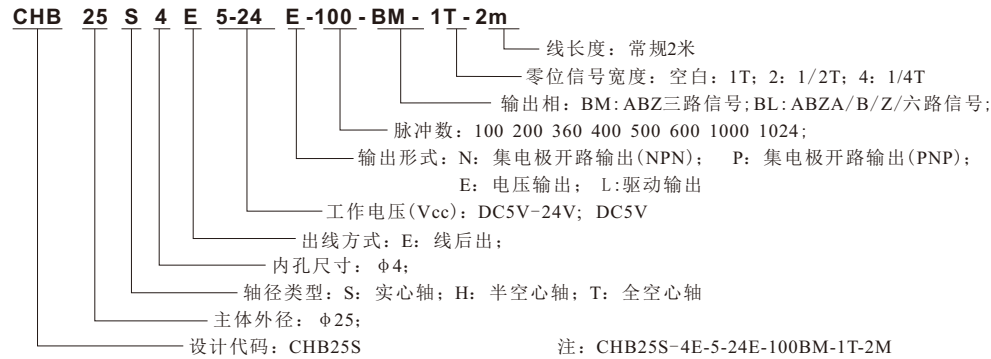 CHB 25 S 4 E 5-24 E -100 - BM - 1T - 2m
线长度：常规2米
零位信号宽度：空白：1T；2：1/2T；4：1/4T
输出相：BM:ABZ三路信号;BL:ABZA/B/Z/六路信号;
脉冲数：100 200 360 400 500 600 1000 1024;
输出形式：N：集电极开路输出(NPN)； P：集电极开路输出(PNP)；
E：电压输出； L:驱动输出
工作电压(Vcc)：DC5V-24V；DC5V
出线方式：E：线后出；
内孔尺寸：φ4；
轴径类型：S：实心轴；H：半空心轴；T：全空心轴
主体外径：φ25；
设计代码：CHB25S 注：CHB25S-4E-5-24E-100BM-1T-2M